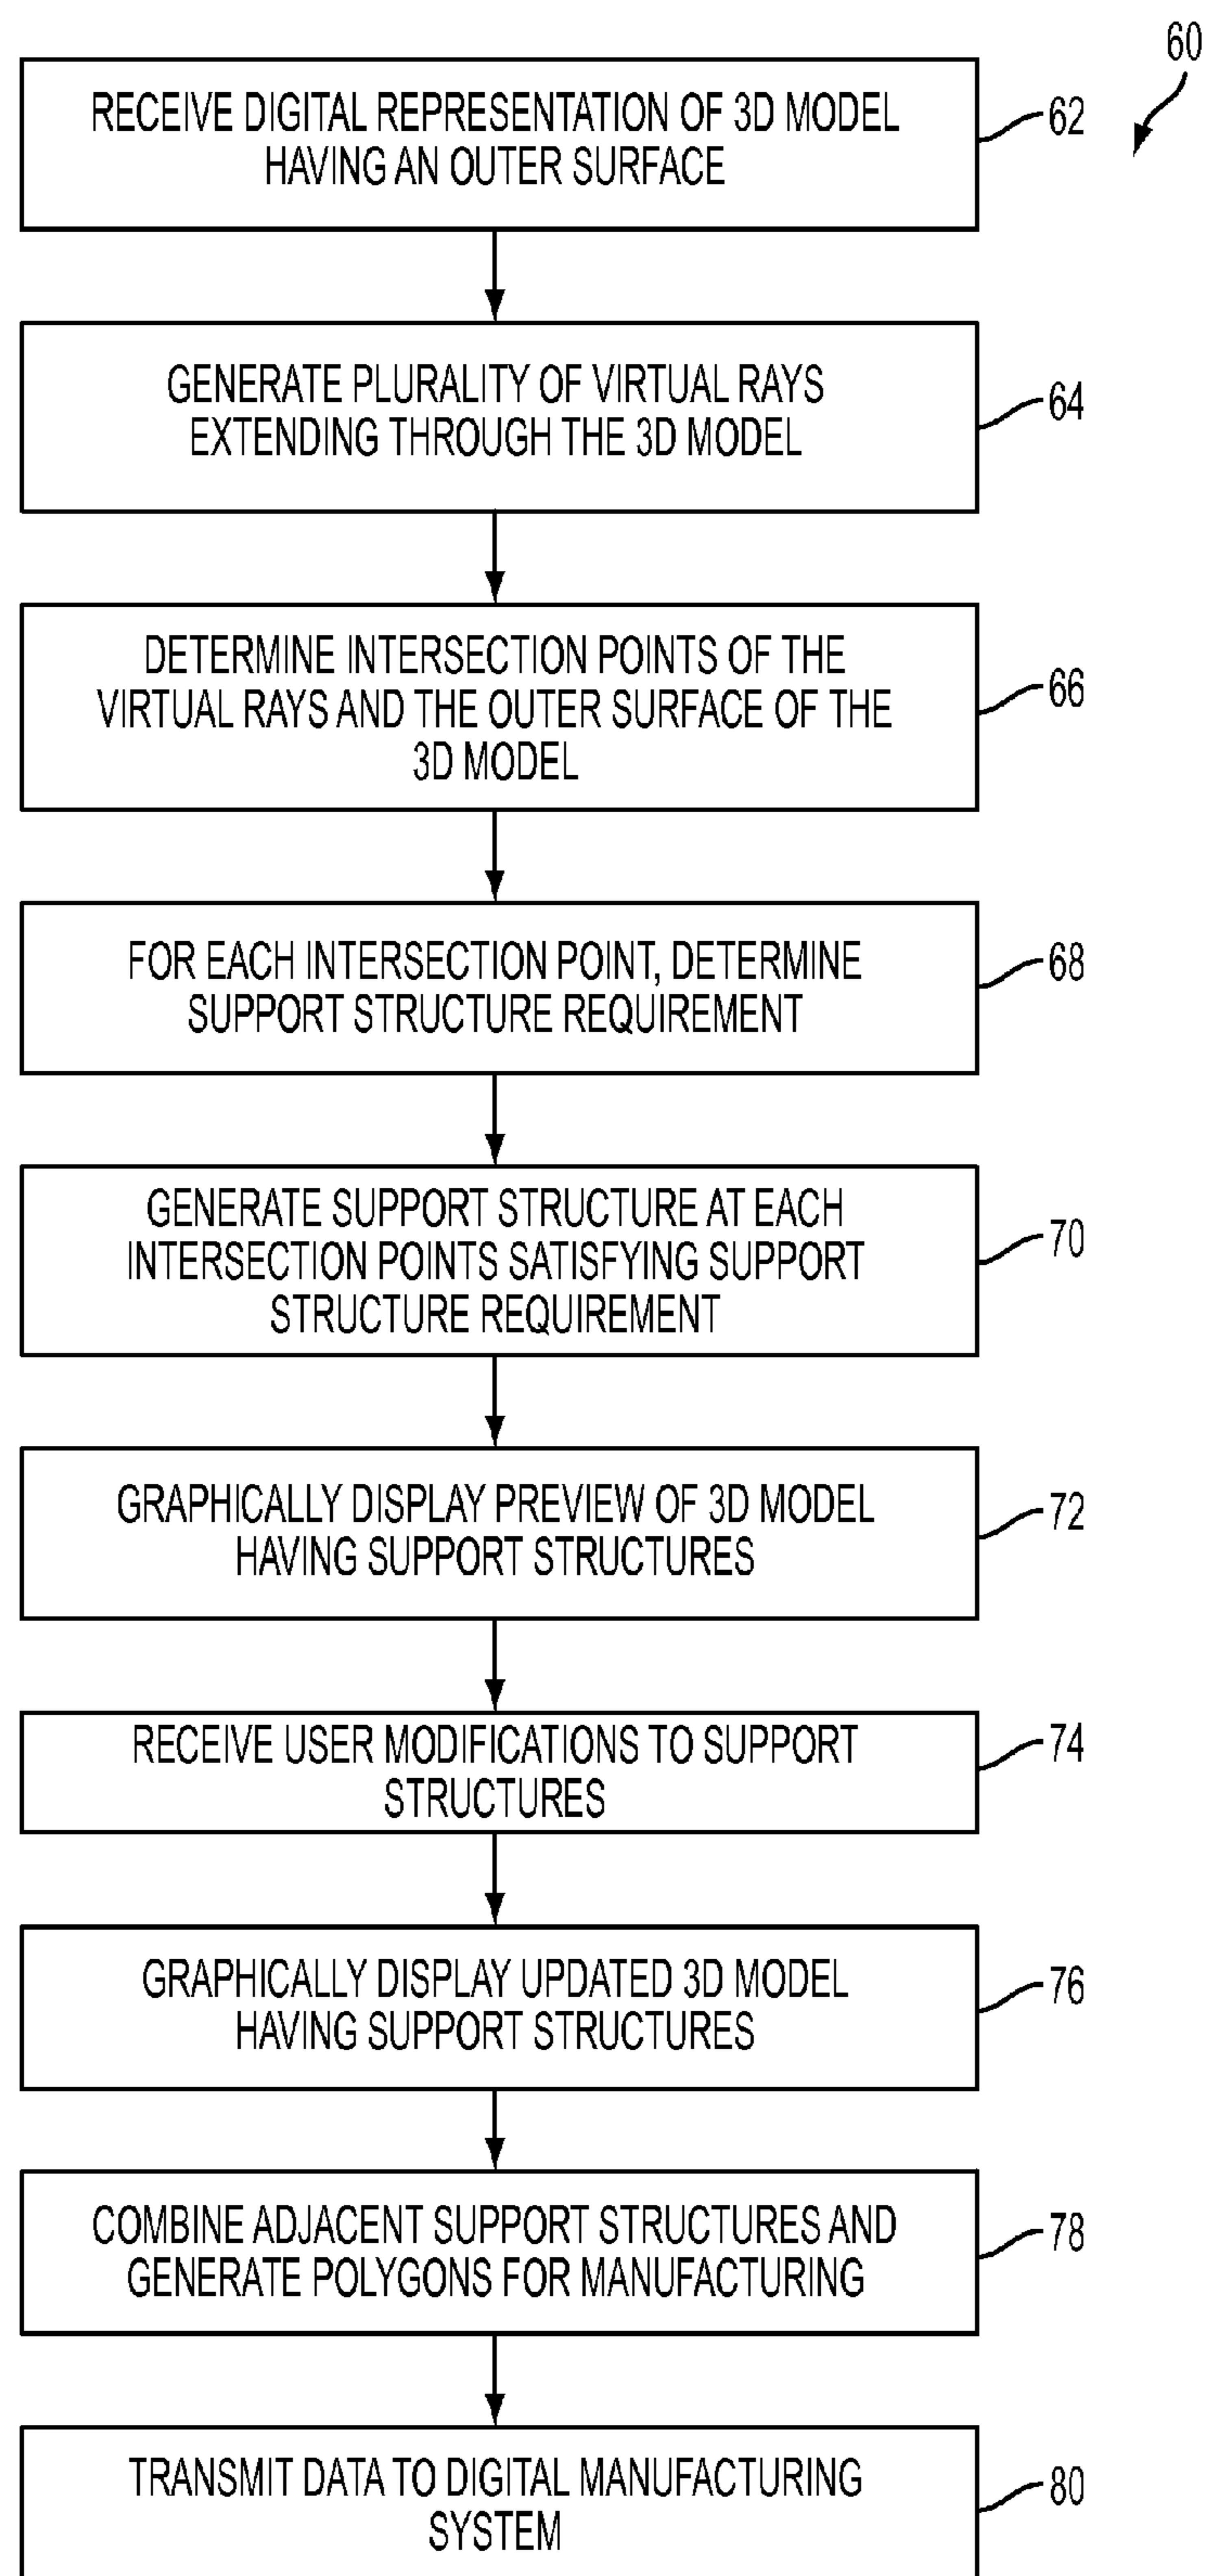 60
RECEIVE DIGITAL REPRESENTATION OF 3D MODEL
HAVING AN OUTER SURFACE
62
GENERATE PLURALITY OF VIRTUAL RAYS
EXTENDING THROUGH THE 3D MODEL
64
DETERMINE INTERSECTION POINTS OF THE
VIRTUAL RAYS AND THE OUTER SURFACE OF THE
3D MODEL
66
FOR EACH INTERSECTION POINT, DETERMINE
SUPPORT STRUCTURE REQUIREMENT
68
GENERATE SUPPORT STRUCTURE AT EACH
INTERSECTION POINTS SATISFYING SUPPORT
STRUCTURE REQUIREMENT
70
GRAPHICALLY DISPLAY PREVIEW OF 3D MODEL
HAVING SUPPORT STRUCTURES
72
RECEIVE USER MODIFICATIONS TO SUPPORT
STRUCTURES
74
GRAPHICALLY DISPLAY UPDATED 3D MODEL
HAVING SUPPORT STRUCTURES
76
COMBINE ADJACENT SUPPORT STRUCTURES AND
GENERATE POLYGONS FOR MANUFACTURING
78
TRANSMIT DATA TO DIGITAL MANUFACTURING
SYSTEM
80